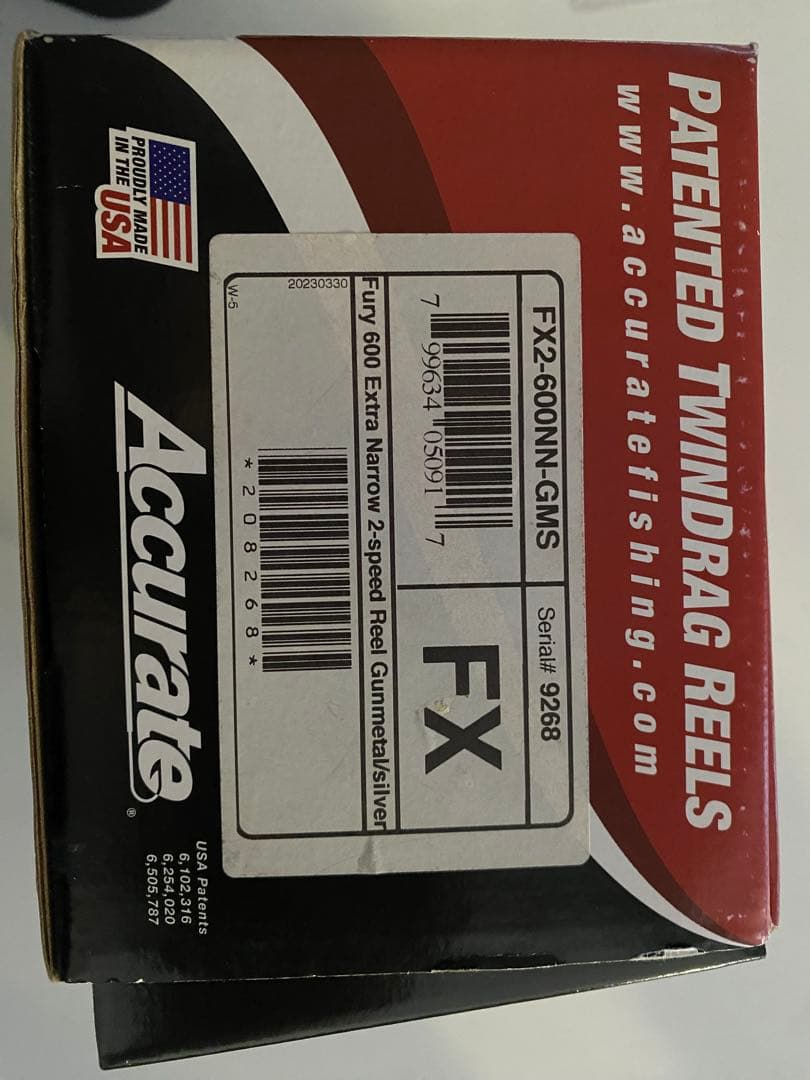 PATENTED TWINDRAG REELS
www.accuratefishing.com
FX2-600NN-GMS
Serial# 9268
7 99634 05091 7
FX
Fury 600 Extra Narrow 2-speed Reel Gunmetal/silver
20230330
*208268*
W-5
PROUDLY MADE
IN THE USA
Accurate®
USA Patents
6,102,316
6,254,020
6,505,787